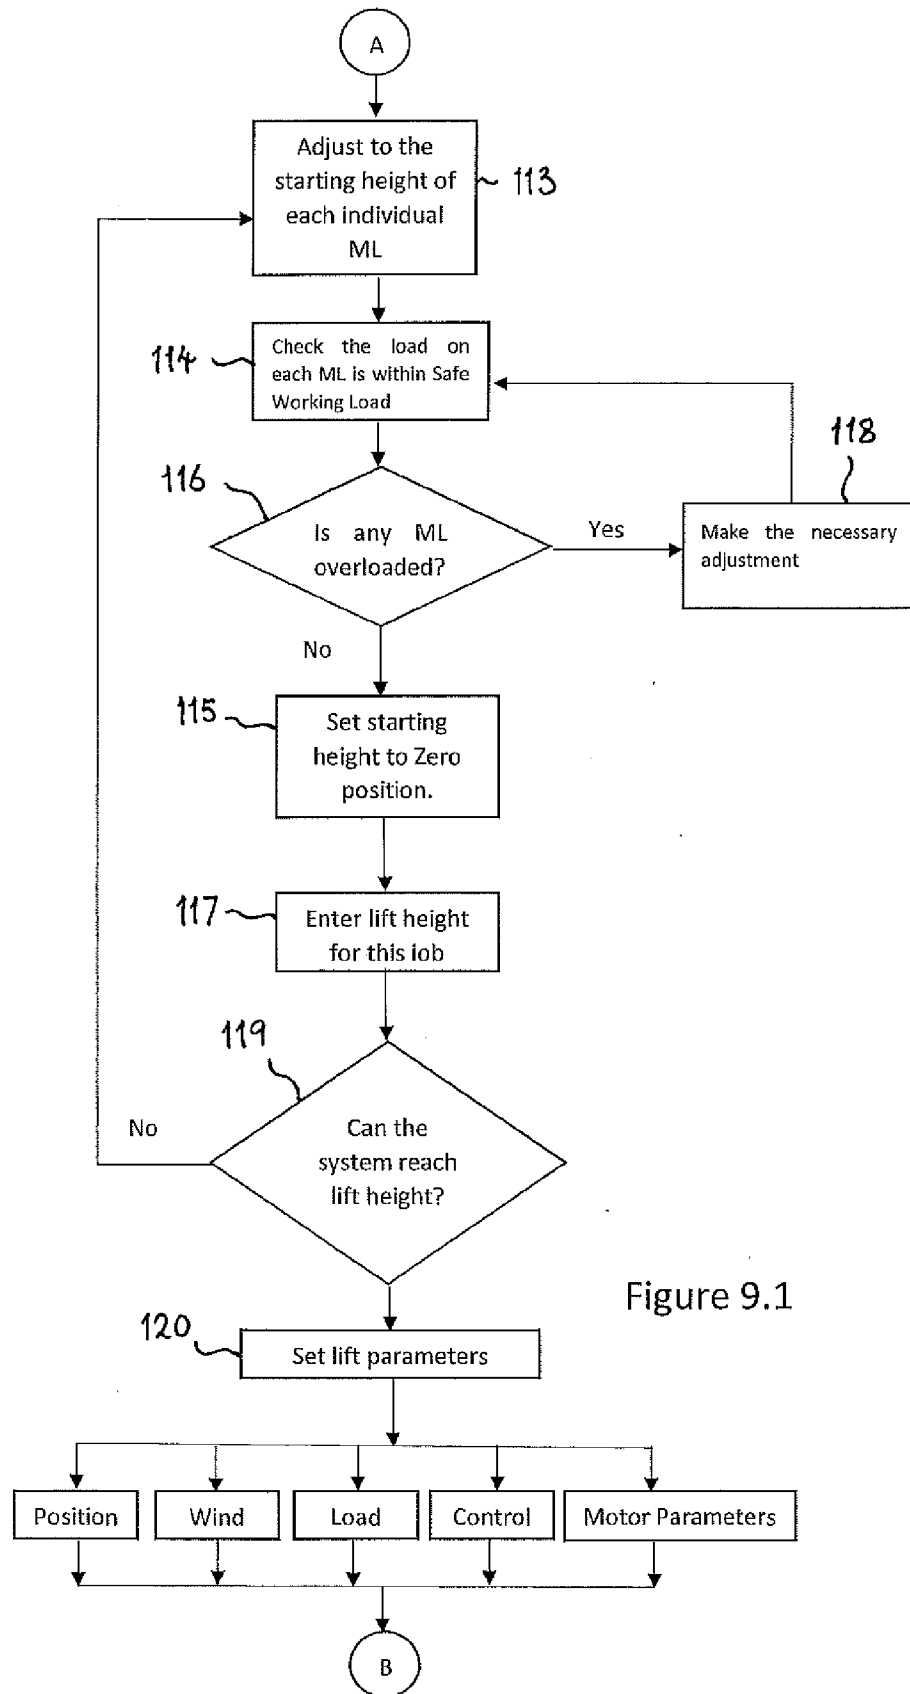 A
Adjust to the
starting height of
each individual
ML
113
114
Check the load on
each ML is within Safe
Working Load
118
116
Is any ML
overloaded?
Yes
Make the necessary
adjustment
No
115
Set starting
height to Zero
position.
117
Enter lift height
for this iob
119
No
Can the
system reach
lift height?
Figure 9.1
120
Set lift parameters
Position
Wind
Load
Control
Motor Parameters
B